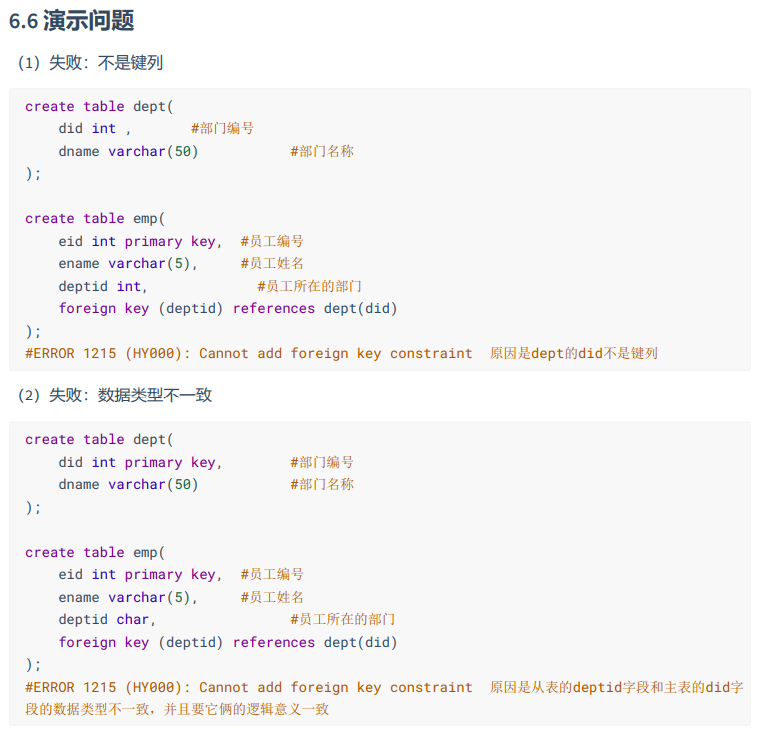 6.6 演示问题
（1）失败：不是键列
create table dept(
    did int ,       #部门编号
    dname varchar(50)           #部门名称
);
create table emp(
    eid int primary key,  #员工编号
    ename varchar(5),     #员工姓名
    deptid int,             #员工所在的部门
    foreign key (deptid) references dept(did)
);
#ERROR 1215 (HY000): Cannot add foreign key constraint  原因是dept的did不是键列
（2）失败：数据类型不一致
create table dept(
    did int primary key,        #部门编号
    dname varchar(50)           #部门名称
);
create table emp(
    eid int primary key,  #员工编号
    ename varchar(5),     #员工姓名
    deptid char,                #员工所在的部门
    foreign key (deptid) references dept(did)
);
#ERROR 1215 (HY000): Cannot add foreign key constraint  原因是从表的deptid字段和主表的did字
段的数据类型不一致，并且要它俩的逻辑意义一致